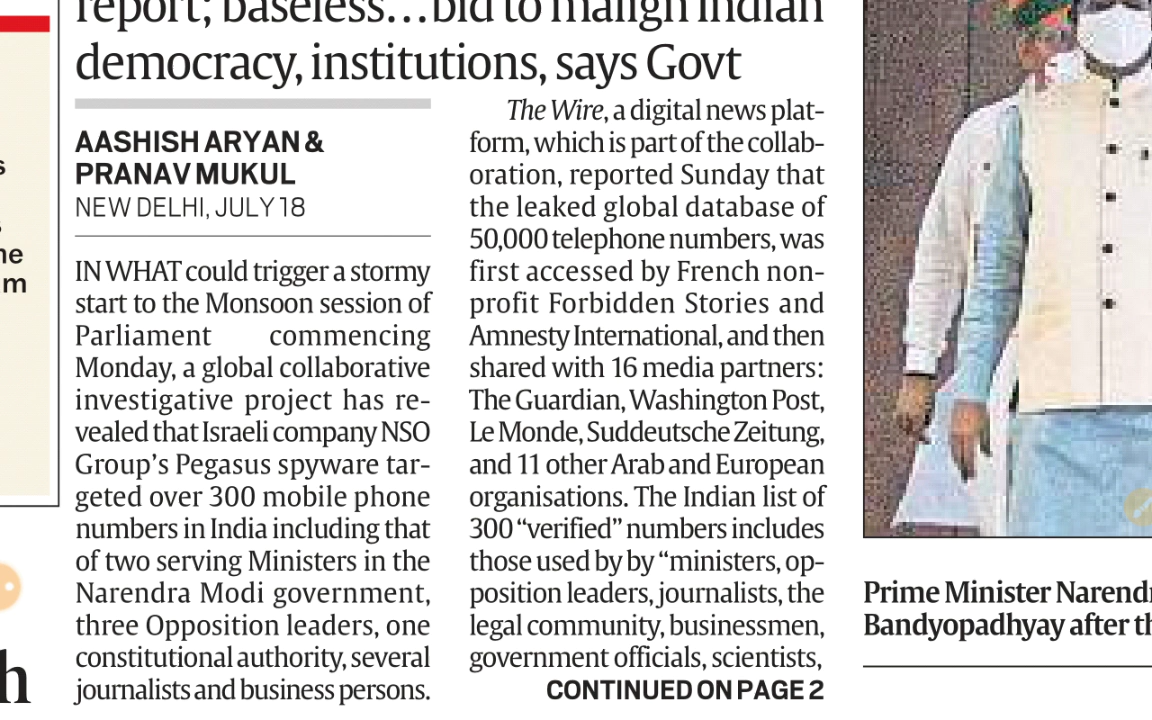 report; baseless...bid to malign Indian
democracy, institutions, says Govt
AASHISH ARYAN &
PRANAV MUKUL
NEW DELHI, JULY 18
IN WHAT could trigger a stormy
start to the Monsoon session of
Parliament commencing
Monday, a global collaborative
investigative project has re-
vealed that Israeli company NSO
Group's Pegasus spyware tar-
geted over 300 mobile phone
numbers in India including that
of two serving Ministers in the
Narendra Modi government,
three Opposition leaders, one
constitutional authority, several
journalists and business persons.
The Wire, a digital news plat-
form, which is part of the collab-
oration, reported Sunday that
the leaked global database of
50,000 telephone numbers, was
first accessed by French non-
profit Forbidden Stories and
Amnesty International, and then
shared with 16 media partners:
The Guardian, Washington Post,
Le Monde, Suddeutsche Zeitung,
and 11 other Arab and European
organisations. The Indian list of
300 “verified” numbers includes
those used by by “ministers, op-
position leaders, journalists, the
legal community, businessmen,
government officials, scientists,
CONTINUED ON PAGE 2
Prime Minister Narend
Bandyopadhyay after th